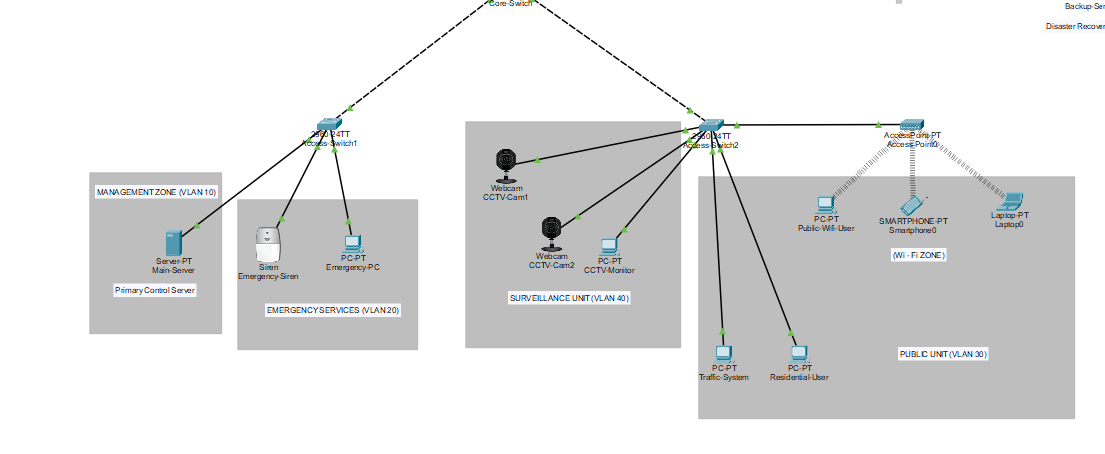 Core-Switch
Backup-Ser
Disaster Recover
2960-24TT
Access-Switch1
2960-24TT
Access-Switch2
AccessPoint-PT
Access-Point0
MANAGEMENT ZONE (VLAN 10)
Server-PT
Main-Server
Primary Control Server
Siren
Emergency-Siren
PC-PT
Emergency-PC
EMERGENCY SERVICES (VLAN 20)
Webcam
CCTV-Cam1
Webcam
CCTV-Cam2
PC-PT
CCTV-Monitor
SURVEILLANCE UNIT (VLAN 40)
PC-PT
Public-Wifi-User
SMARTPHONE-PT
Smartphone0
Laptop-PT
Laptop0
(Wi - Fi ZONE)
PC-PT
Traffic-System
PC-PT
Residential-User
PUBLIC UNIT (VLAN 30)